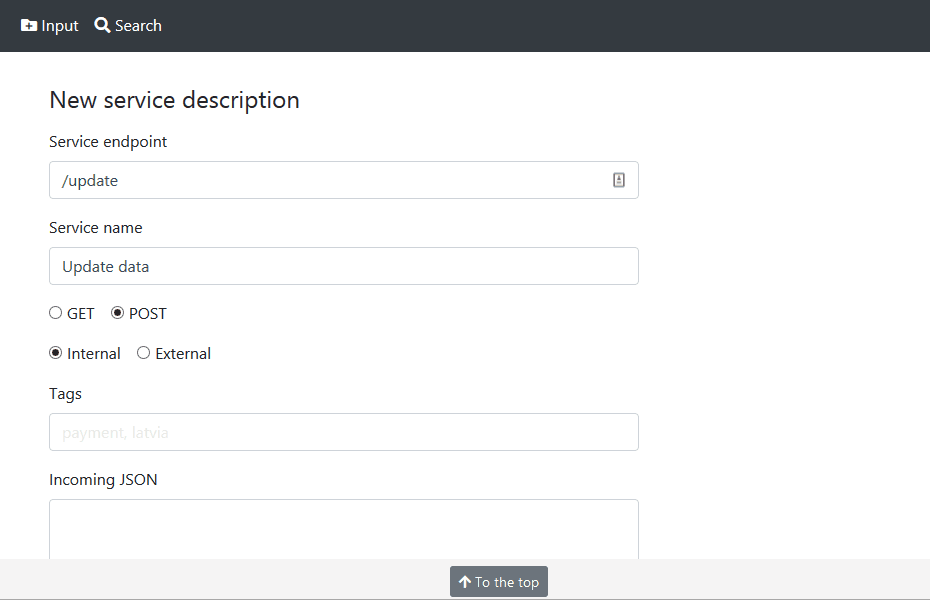 Input Search
New service description
Service endpoint
/update
Service name
Update data
GET POST
Internal External
Tags
payment, latvia
Incoming JSON
To the top